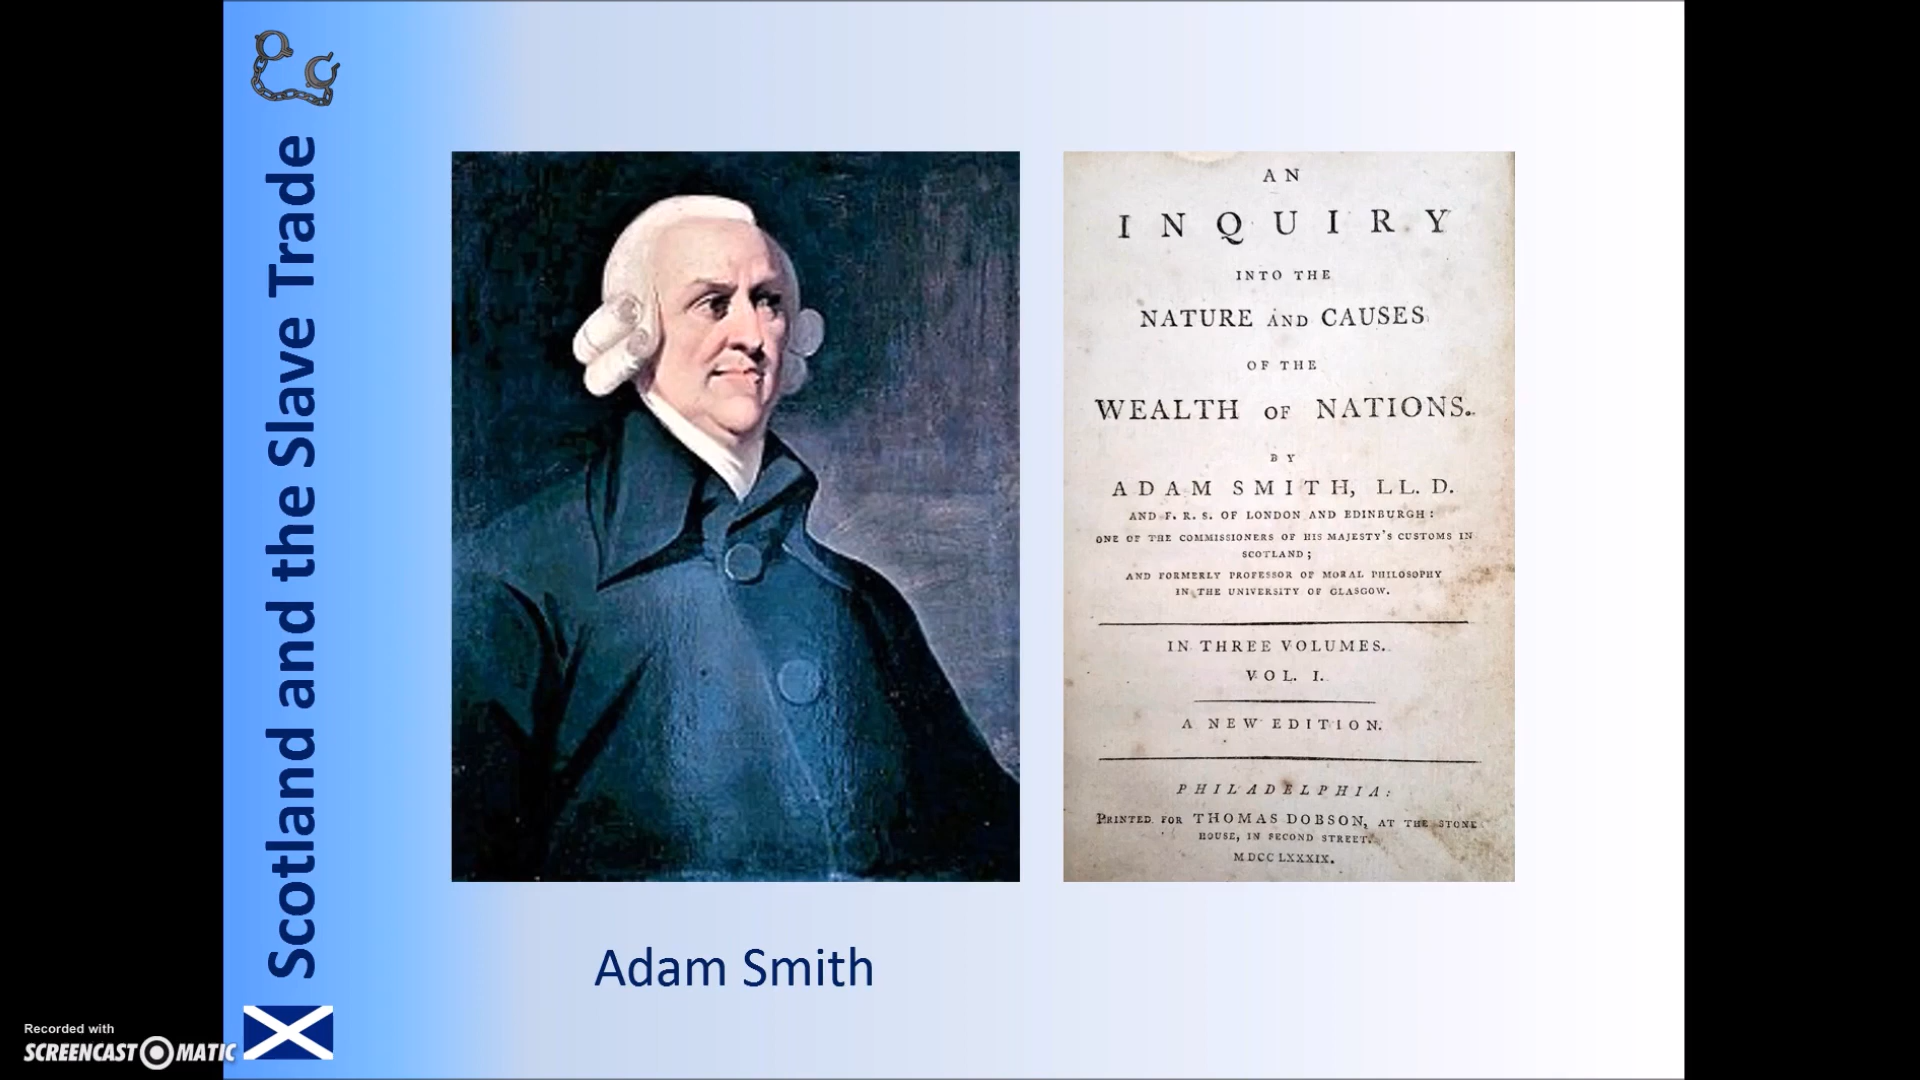 Scotland and the Slave Trade
AN
INQUIRY
INTO THE
NATURE AND CAUSES
OF THE
WEALTH OF NATIONS.
BY
ADAM SMITH, LL. D.
AND F. R. S. OF LONDON AND EDINBURGH:
ONE OF THE COMMISSIONERS OF HIS MAJESTY'S CUSTOMS IN
SCOTLAND;
AND FORMERLY PROFESSOR OF MORAL PHILOSOPHY
IN THE UNIVERSITY OF GLASGOW.
IN THREE VOLUMES.
VOL. I.
A NEW EDITION.
PHILADELPHIA:
PRINTED FOR THOMAS DOBSON, AT THE STONE
HOUSE, IN SECOND STREET.
MDCC LXXXIX.
Adam Smith
Recorded with
SCREENCAST MATIC